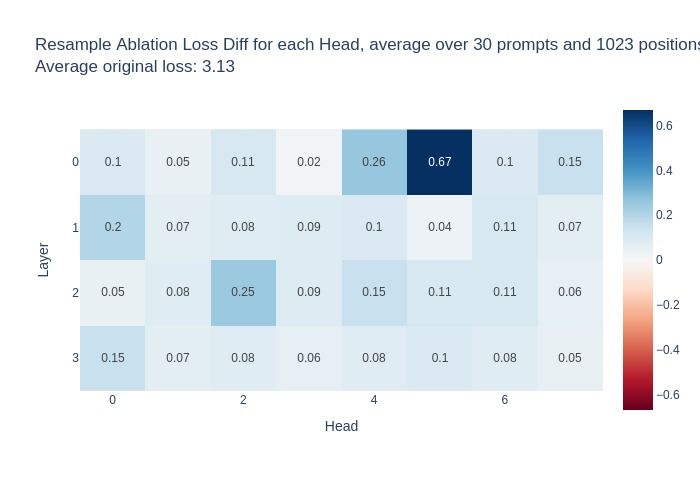 Resample Ablation Loss Diff for each Head, average over 30 prompts and 1023 positions
Average original loss: 3.13
0 0.1 0.05 0.11 0.02 0.26 0.67 0.1 0.15
1 0.2 0.07 0.08 0.09 0.1 0.04 0.11 0.07
2 0.05 0.08 0.25 0.09 0.15 0.11 0.11 0.06
3 0.15 0.07 0.08 0.06 0.08 0.1 0.08 0.05
0 2 4 6
Head
Layer
0.6
0.4
0.2
0
−0.2
−0.4
−0.6